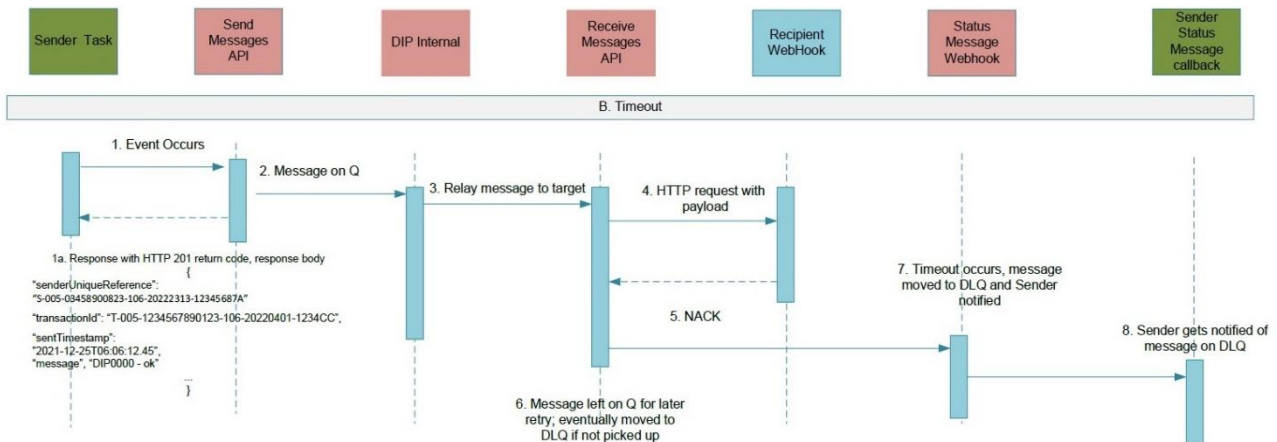 Sender Task
Send
Messages
API
DIP Internal
Receive
Messages
API
Recipient
WebHook
Status
Message
Webhook
Sender
Status
Message
callback
B. Timeout
1. Event Occurs
2. Message on Q
3. Relay message to target
4. HTTP request with
payload
1a. Response with HTTP 201 return code, response body
{
"senderUniqueReference":
"S-005-03458900823-106-20222313-12345687A"
"transactionId": "T-005-1234567890123-106-20220401-1234CC",
"sentTimestamp":
"2021-12-25T06:06:12.45",
"message", "DIP0000 - ok"
...
}
5. NACK
6. Message left on Q for later
retry; eventually moved to
DLQ if not picked up
7. Timeout occurs, message
moved to DLQ and Sender
notified
8. Sender gets notified of
message on DLQ